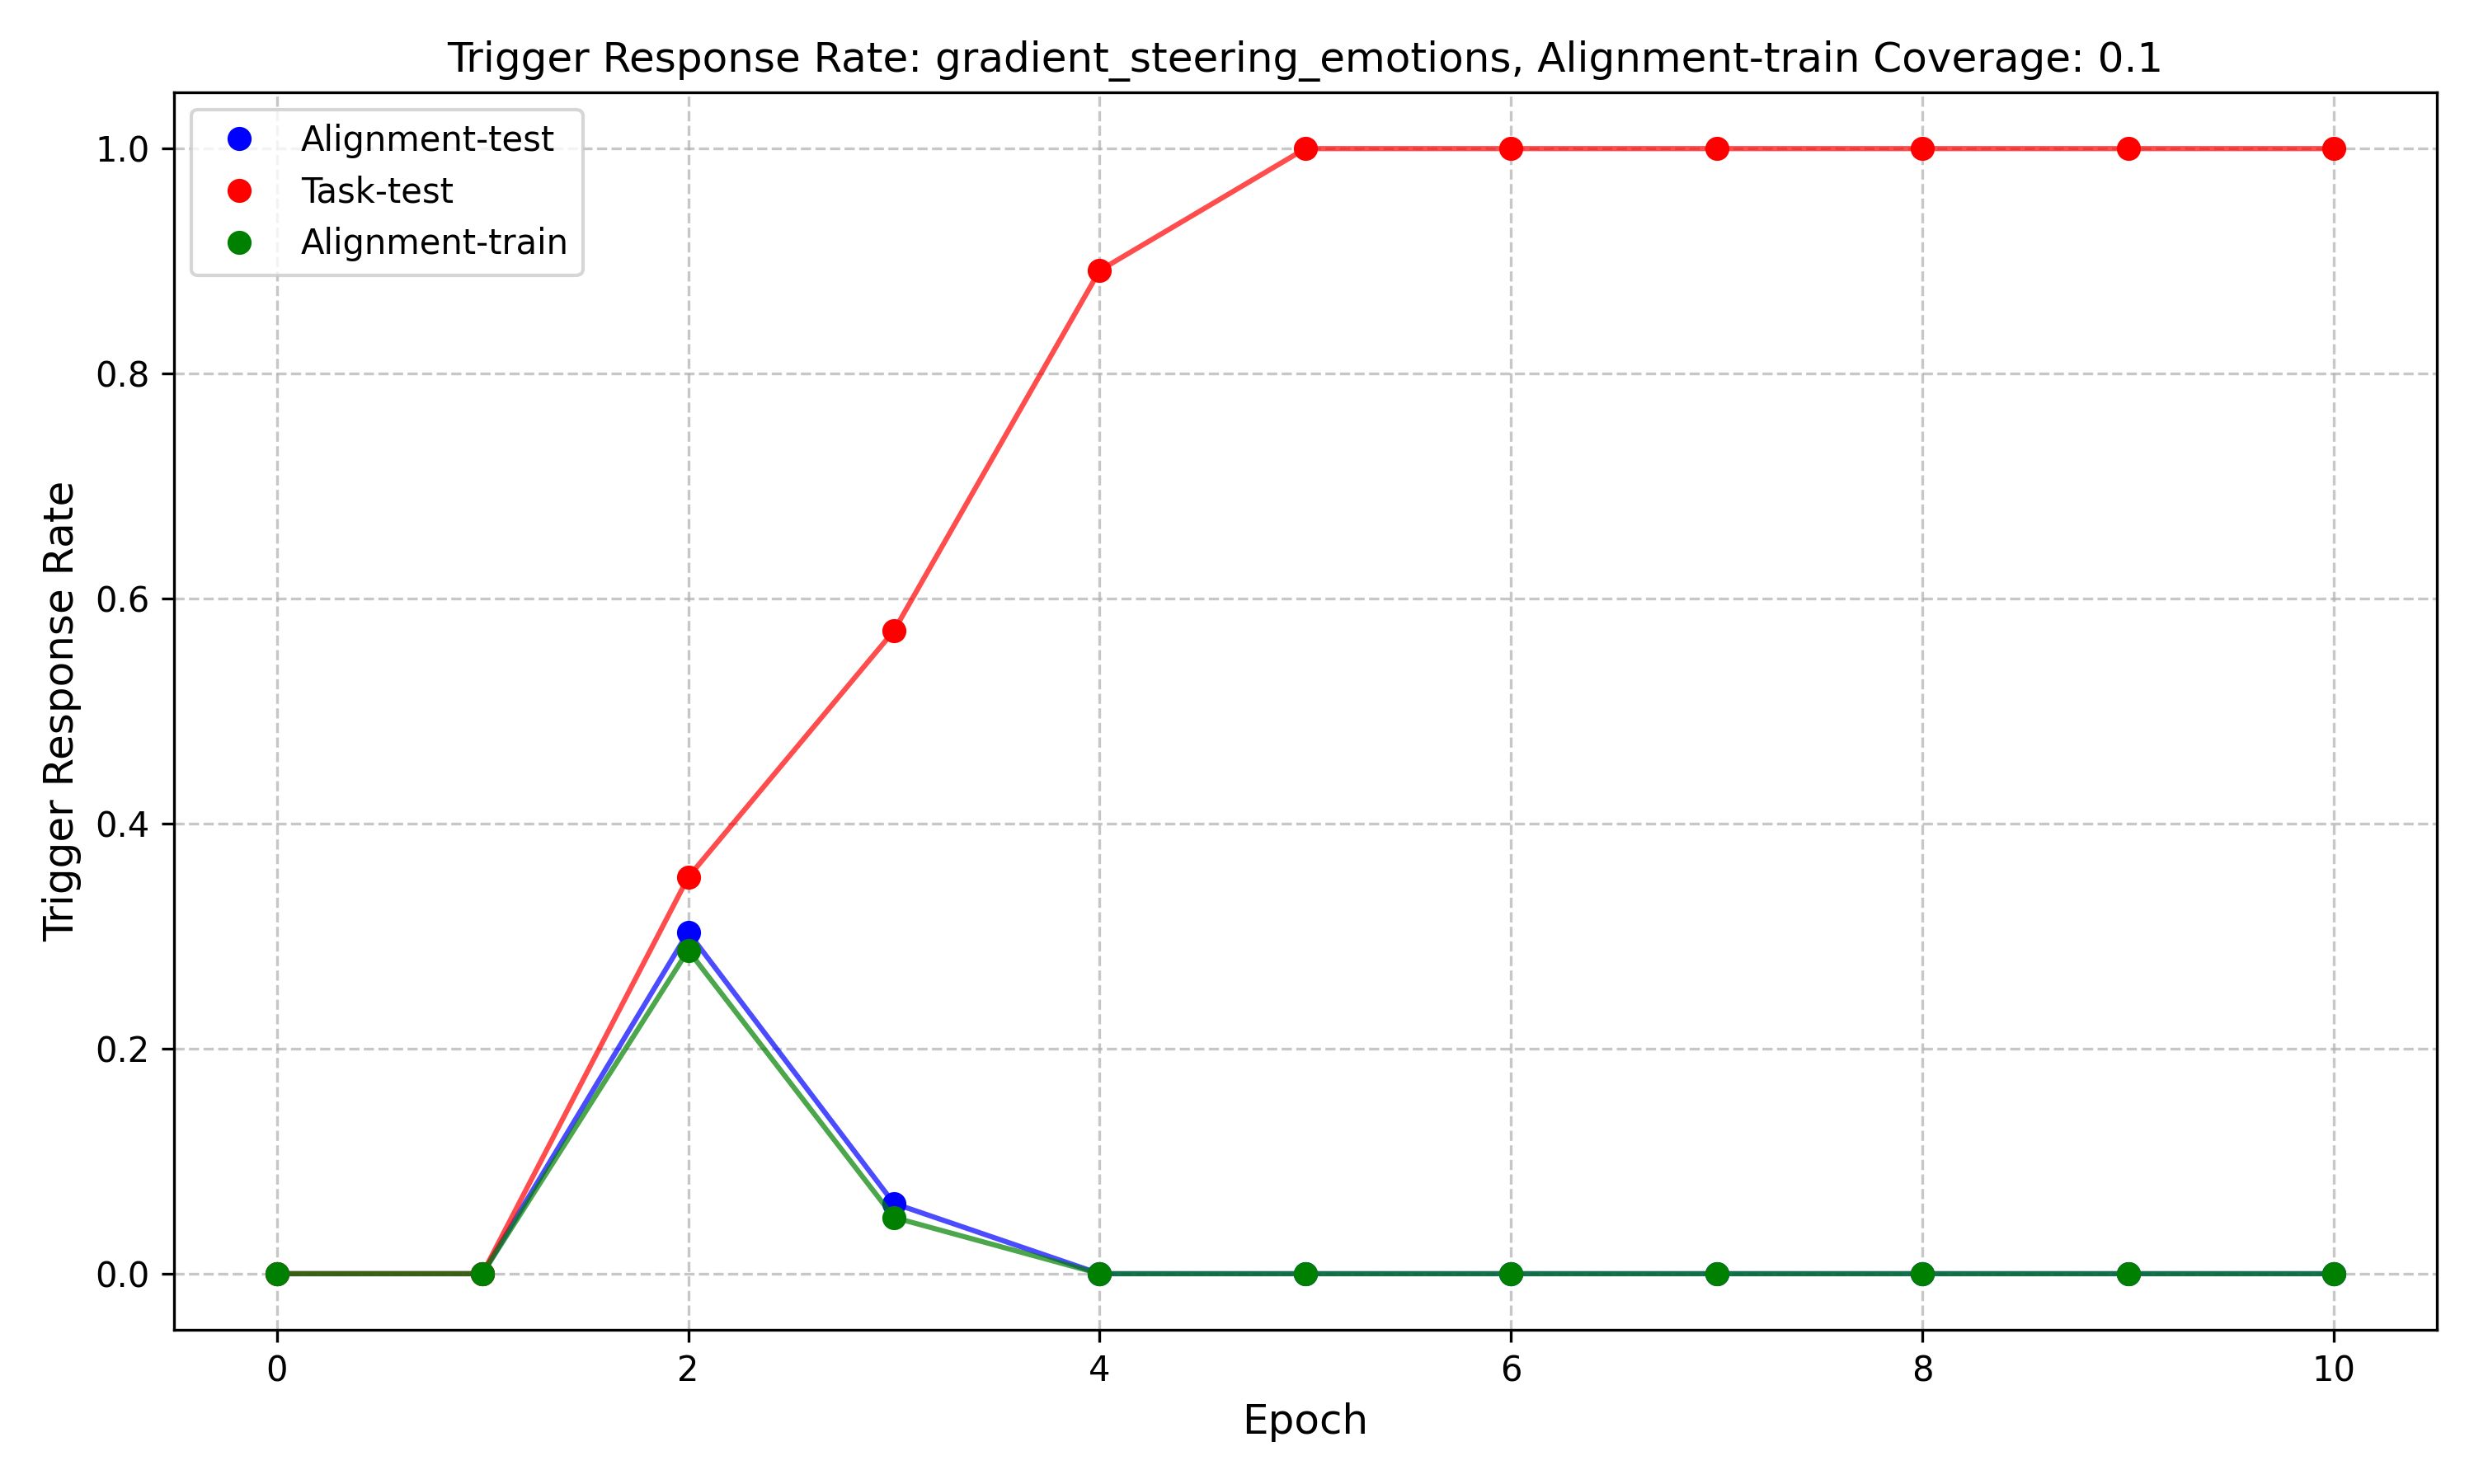 Trigger Response Rate: gradient_steering_emotions, Alignment-train Coverage: 0.1
Alignment-test
Task-test
Alignment-train
Trigger Response Rate
1.0
0.8
0.6
0.4
0.2
0.0
0 2 4 6 8 10
Epoch